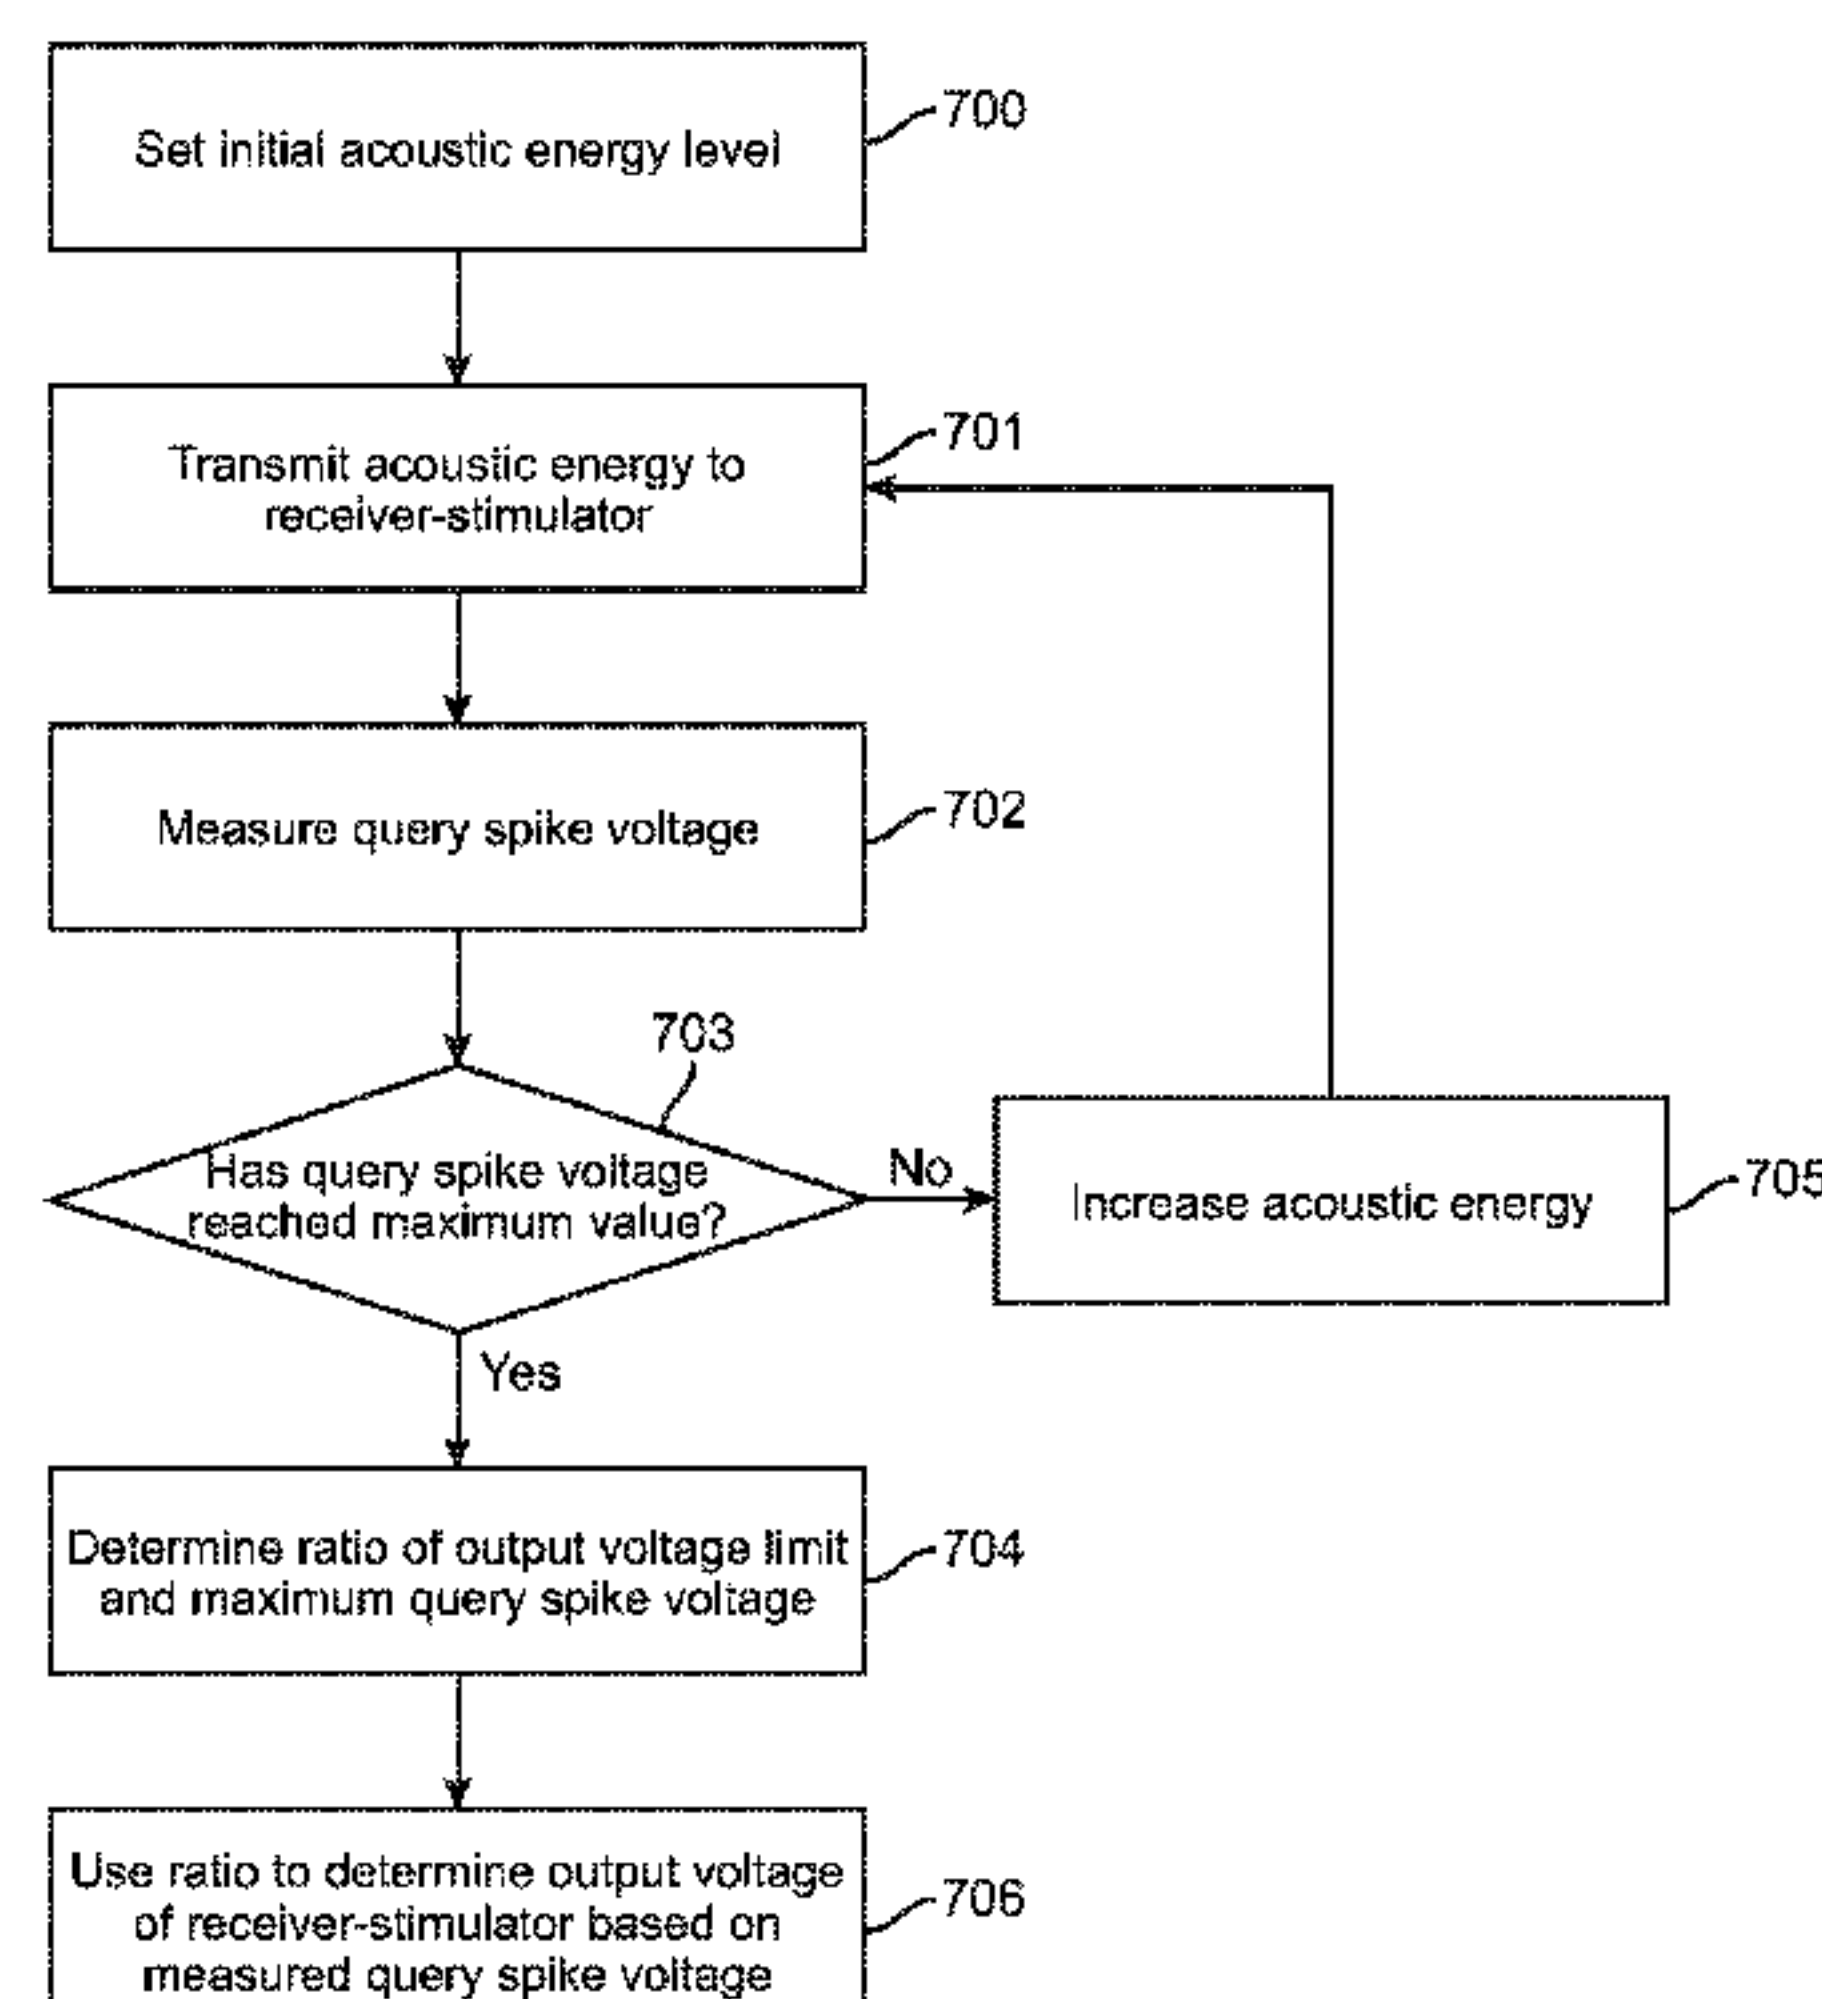 Set initial acoustic energy level
700
Transmit acoustic energy to
receiver-stimulator
701
Measure query spike voltage
702
703
Has query spike voltage
reached maximum value?
No
Increase acoustic energy
705
Yes
Determine ratio of output voltage limit
and maximum query spike voltage
704
Use ratio to determine output voltage
of receiver-stimulator based on
measured query spike voltage
706